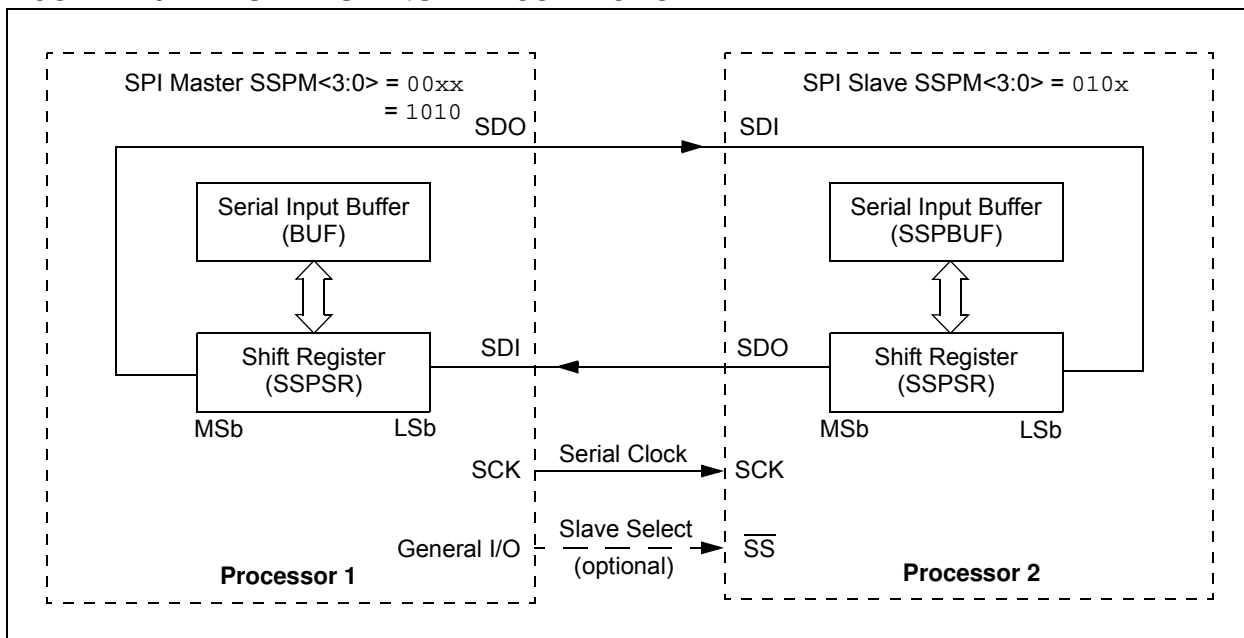 SPI Master SSPM<3:0> = 00xx
= 1010
SDO
Serial Input Buffer
(BUF)
Shift Register
(SSPSR)
MSb
LSb
SDI
SCK
General I/O
Processor 1
Serial Clock
Slave Select
(optional)
SPI Slave SSPM<3:0> = 010x
SDI
Serial Input Buffer
(SSPBUF)
SDO
Shift Register
(SSPSR)
MSb
LSb
SCK
SS
Processor 2